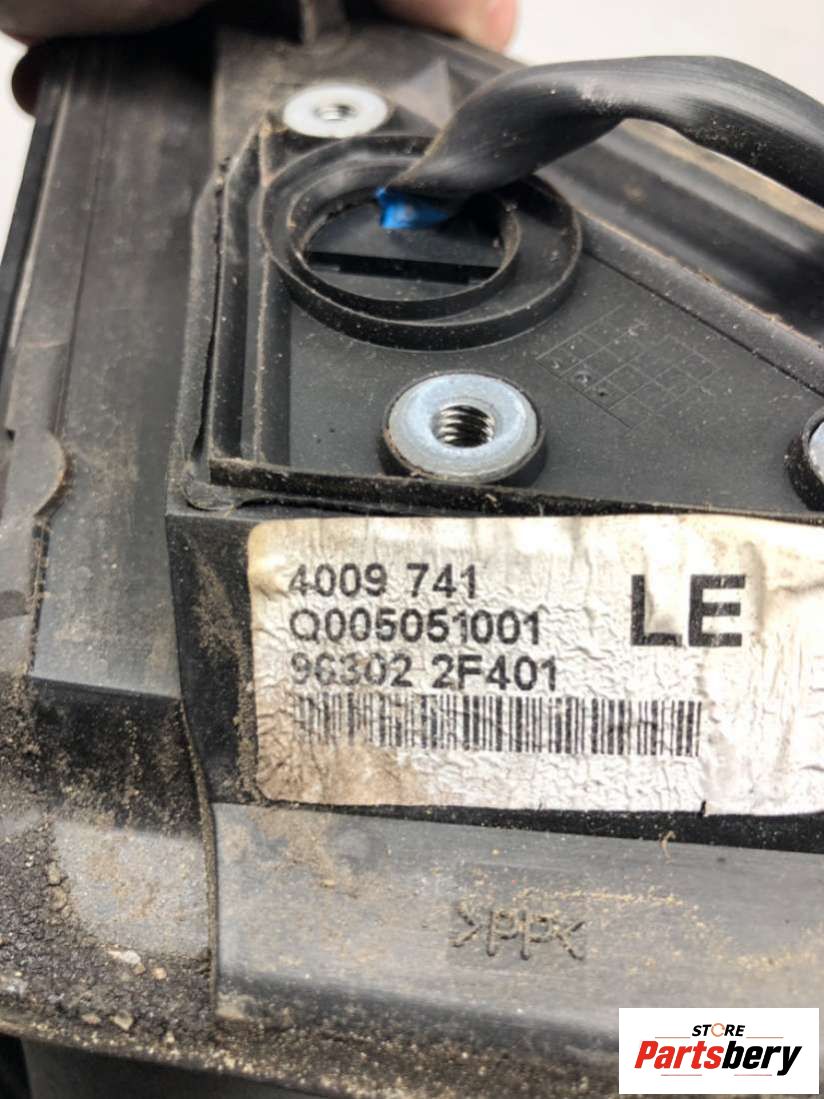 4009 741
LE
Q005051001
96302 2F401
>PP<
STORE
Partsbery